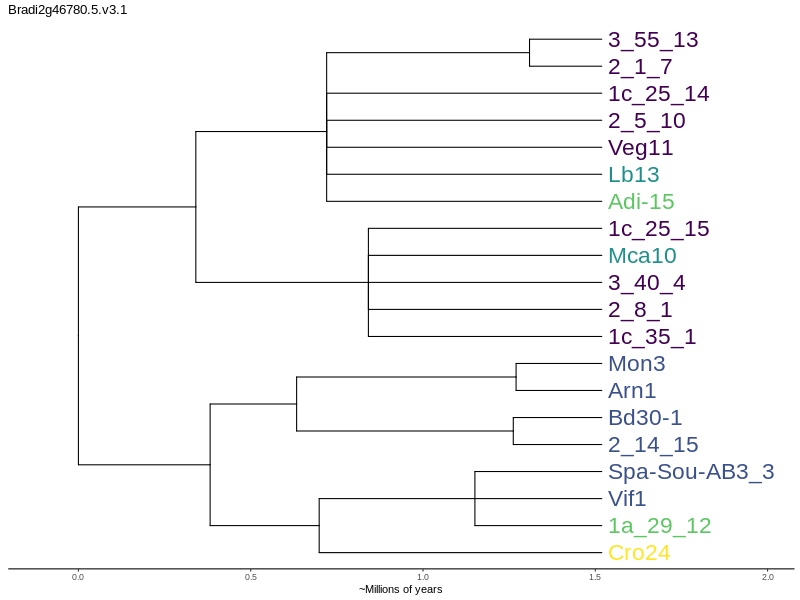 Bradi2g46780.5.v3.1
3_55_13
2_1_7
1c_25_14
2_5_10
Veg11
Lb13
Adi-15
1c_25_15
Mca10
3_40_4
2_8_1
1c_35_1
Mon3
Arn1
Bd30-1
2_14_15
Spa-Sou-AB3_3
Vif1
1a_29_12
Cro24
0.0 0.5 1.0 1.5 2.0
~Millions of years